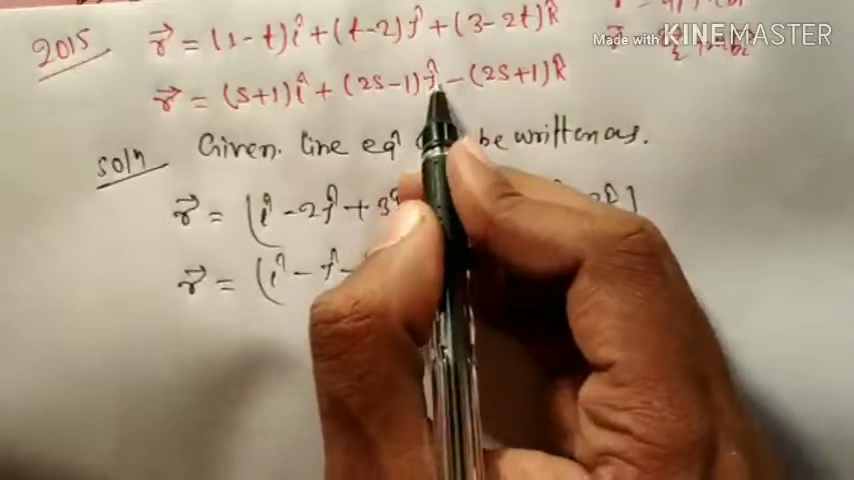 2015 r⃗ = (1-t)î + (t-2)ĵ + (3-2t)k̂
Made with KINEMASTER
r⃗ = (s+1)î + (2s-1)ĵ - (2s+1)k̂
Soln Given line eqn be written as.
r⃗ = (î - 2ĵ + 3
r⃗ = (î - ĵ -